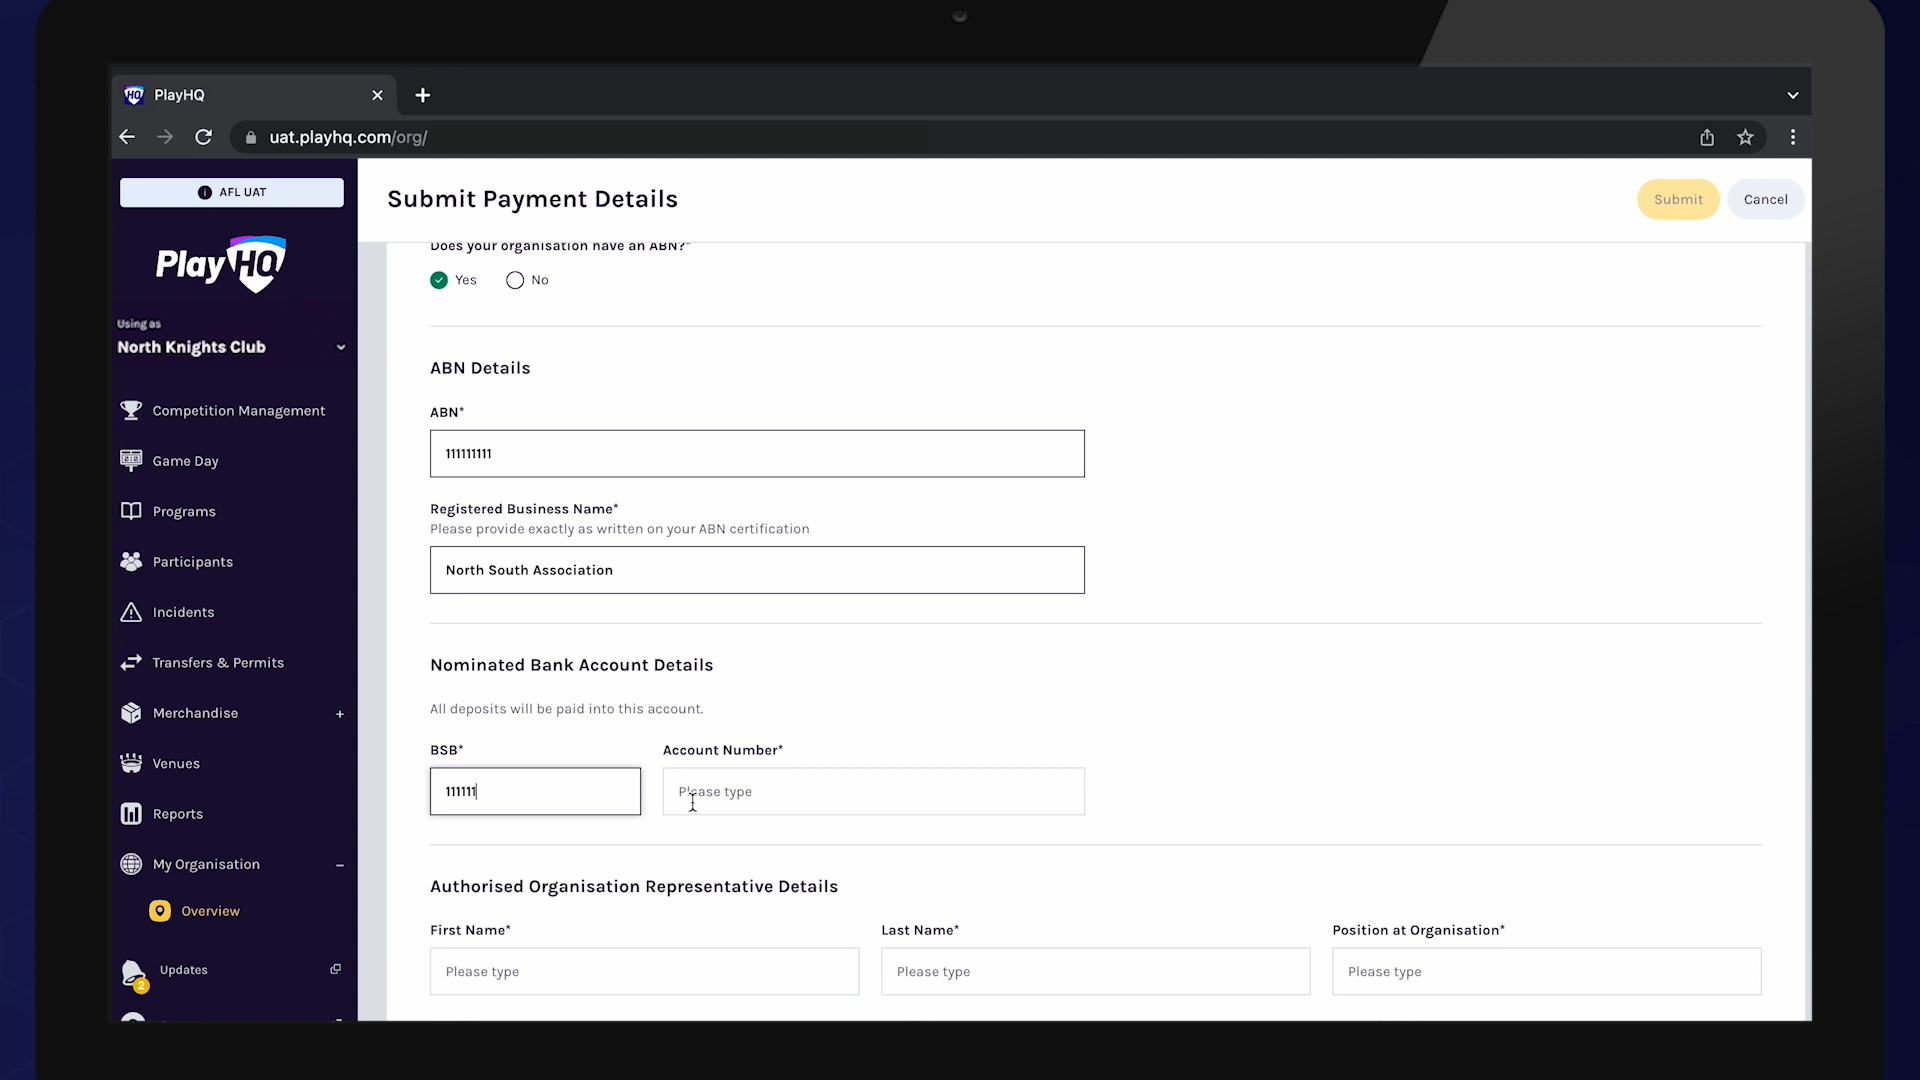 PlayHQ
uat.playhq.com/org/
AFL UAT
PlayHQ
Using as
North Knights Club
Competition Management
Game Day
Programs
Participants
Incidents
Transfers & Permits
Merchandise +
Venues
Reports
My Organisation –
Overview
Updates
2
Submit Payment Details
Submit Cancel
Does your organisation have an ABN?*
Yes No
ABN Details
ABN*
111111111
Registered Business Name*
Please provide exactly as written on your ABN certification
North South Association
Nominated Bank Account Details
All deposits will be paid into this account.
BSB* Account Number*
111111 Please type
Authorised Organisation Representative Details
First Name* Last Name* Position at Organisation*
Please type Please type Please type